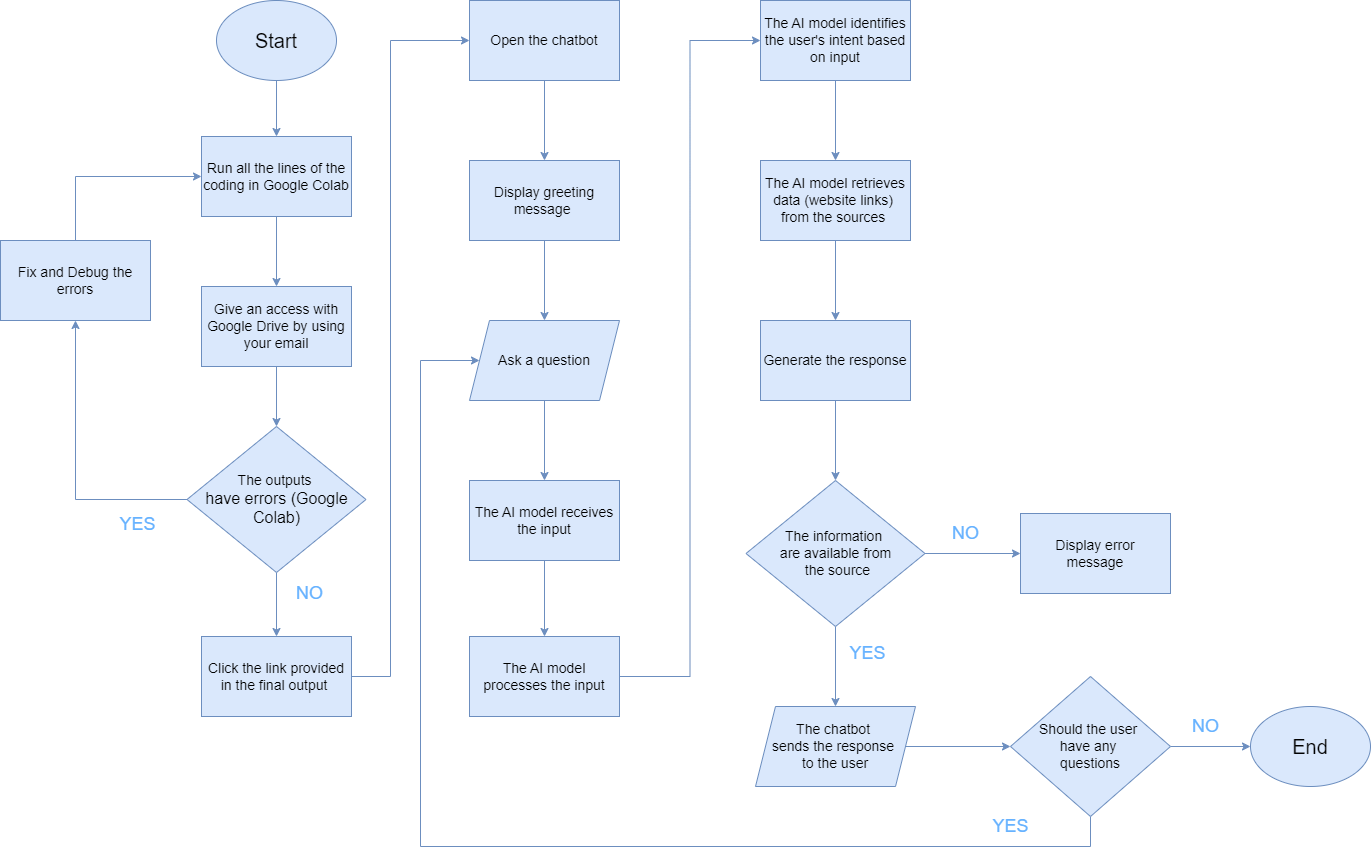 Start
Run all the lines of the
coding in Google Colab
Fix and Debug the
errors
Give an access with
Google Drive by using
your email
The outputs
have errors (Google
Colab)
YES
NO
Click the link provided
in the final output
Open the chatbot
Display greeting
message
Ask a question
The AI model receives
the input
The AI model
processes the input
The AI model identifies
the user's intent based
on input
The AI model retrieves
data (website links)
from the sources
Generate the response
The information
are available from
the source
NO
Display error
message
YES
The chatbot
sends the response
to the user
Should the user
have any
questions
NO
End
YES